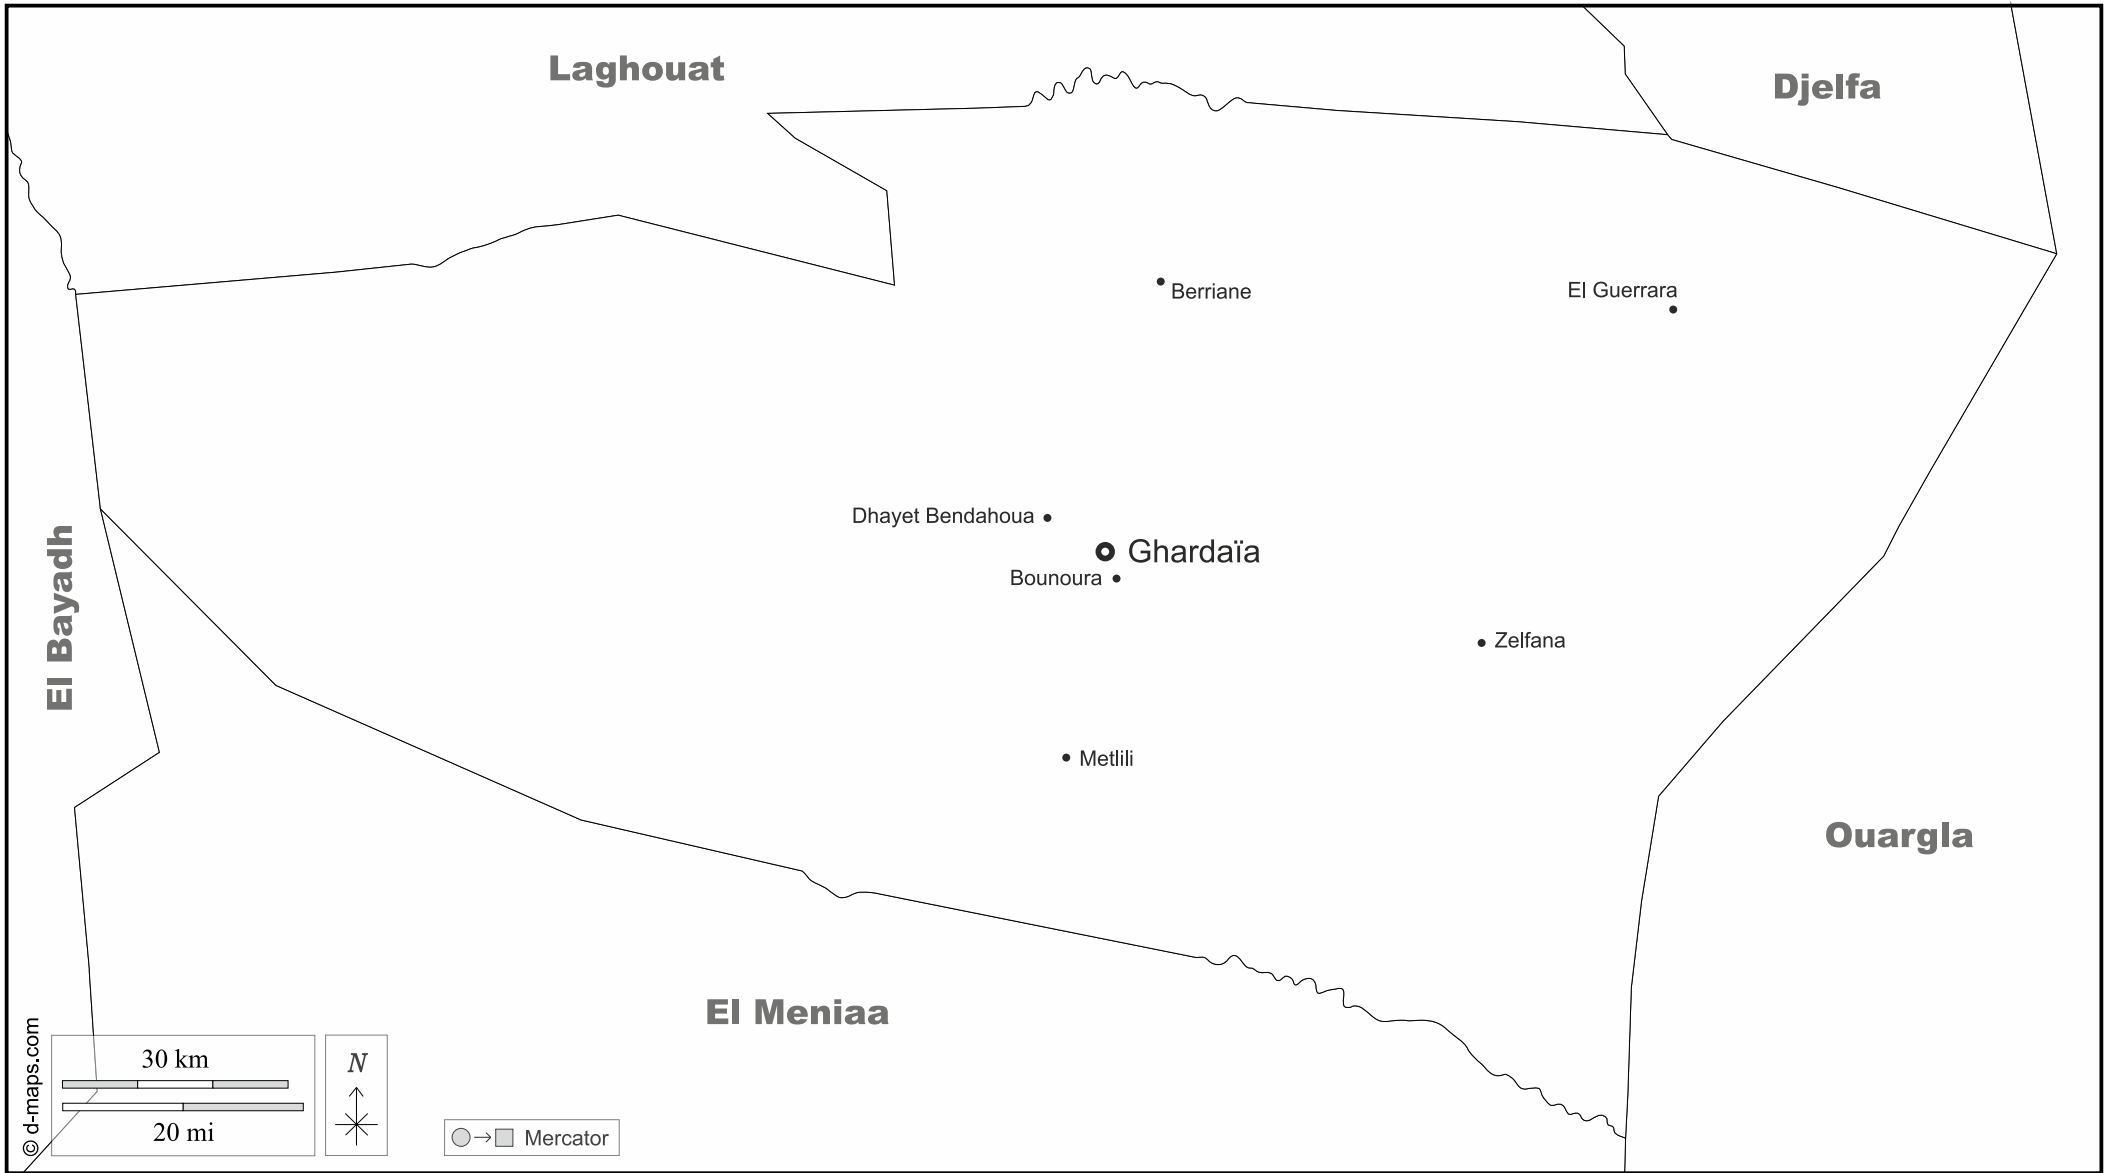 Laghouat
Djelfa
Berriane
El Guerrara
Dhayet Bendahoua
Ghardaïa
Bounoura
El Bayadh
Zelfana
Metlili
Ouargla
El Meniaa
© d-maps.com
30 km
20 mi
N
Mercator